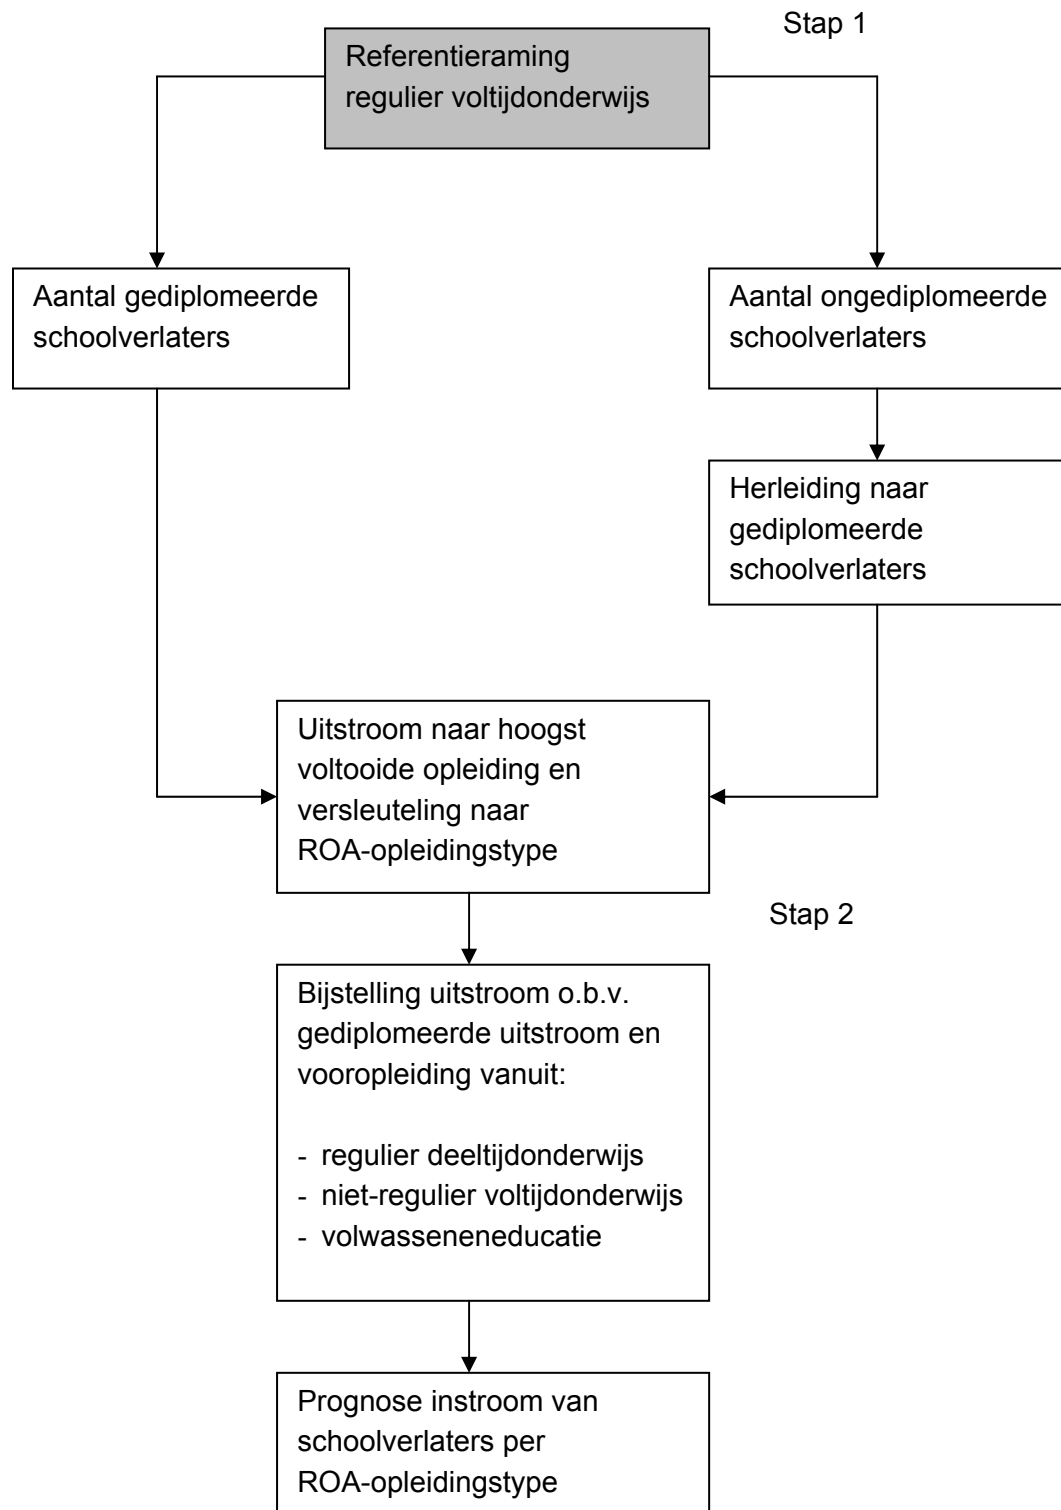 Stap 1
Referentieraming
regulier voltijdonderwijs
Aantal gediplomeerde
schoolverlaters
Aantal ongediplomeerde
schoolverlaters
Herleiding naar
gediplomeerde
schoolverlaters
Uitstroom naar hoogst
voltooide opleiding en
versleuteling naar
ROA-opleidingstype
Stap 2
Bijstelling uitstroom o.b.v.
gediplomeerde uitstroom en
vooropleiding vanuit:
- regulier deeltijdonderwijs
- niet-regulier voltijdonderwijs
- volwasseneneducatie
Prognose instroom van
schoolverlaters per
ROA-opleidingstype